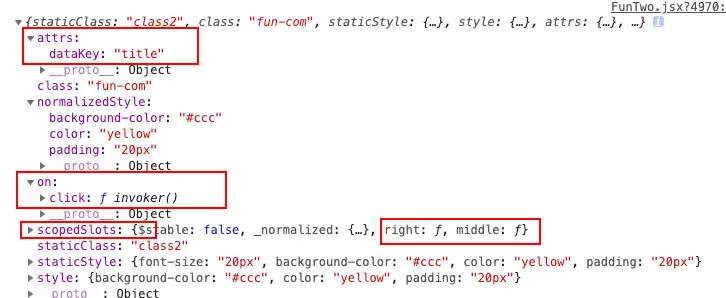 FunTwo.jsx?4970:
▼{staticClass: "class2", class: "fun-com", staticStyle: {…}, style: {…}, attrs: {…}, …} i
▼attrs:
dataKey: "title"
▶__proto__: Object
class: "fun-com"
▼normalizedStyle:
background-color: "#ccc"
color: "yellow"
padding: "20px"
▶__proto__: Object
▼on:
▶click: ƒ invoker()
▶__proto__: Object
▶scopedSlots: {$stable: false, _normalized: {…}, right: ƒ, middle: ƒ}
staticClass: "class2"
▶staticStyle: {font-size: "20px", background-color: "#ccc", color: "yellow", padding: "20px"}
▶style: {background-color: "#ccc", color: "yellow", padding: "20px"}
▶__proto__: Object